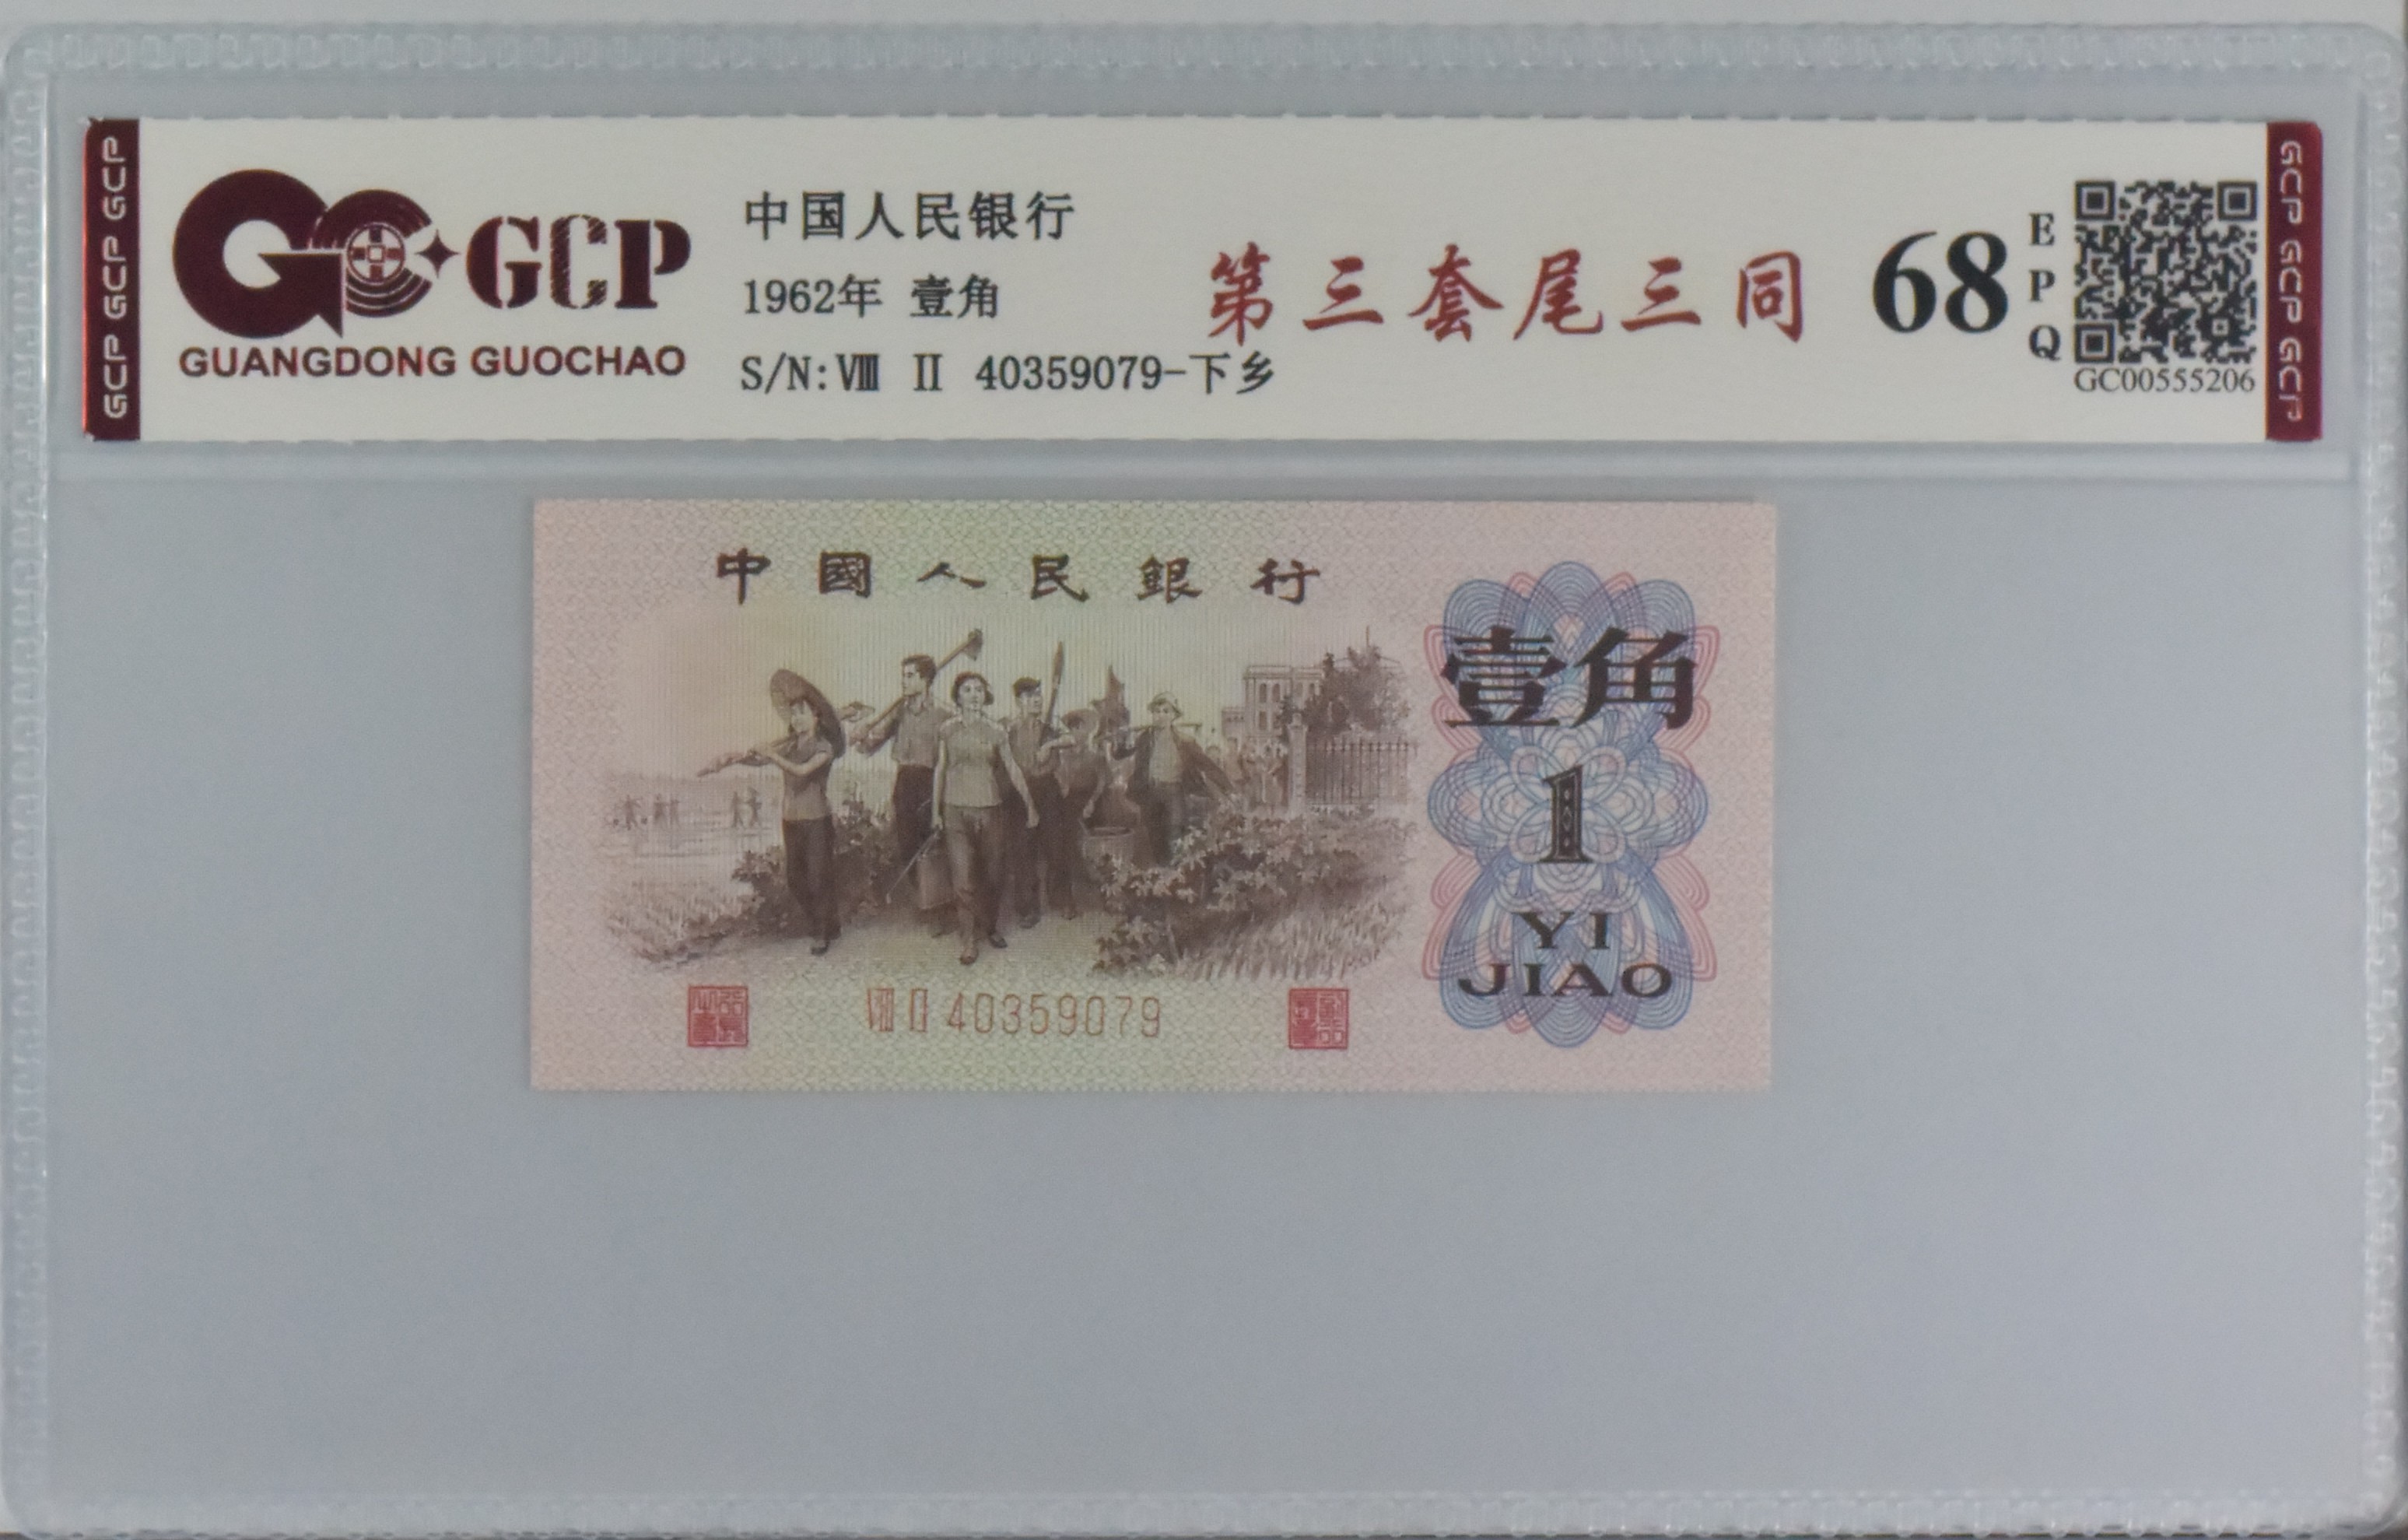 GCP GCP GCP
GCP
GUANGDONG GUOCHAO
中国人民银行
1962年 壹角
S/N:Ⅷ Ⅱ 40359079-下乡
第三套尾三同
68
EPQ
GC00555206
GCP GCP GCP
中國人民銀行
壹角
1
YI
JIAO
Ⅷ Ⅱ 40359079